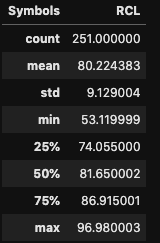 Symbols RCL
count 251.000000
mean 80.224383
std 9.129004
min 53.119999
25% 74.055000
50% 81.650002
75% 86.915001
max 96.980003